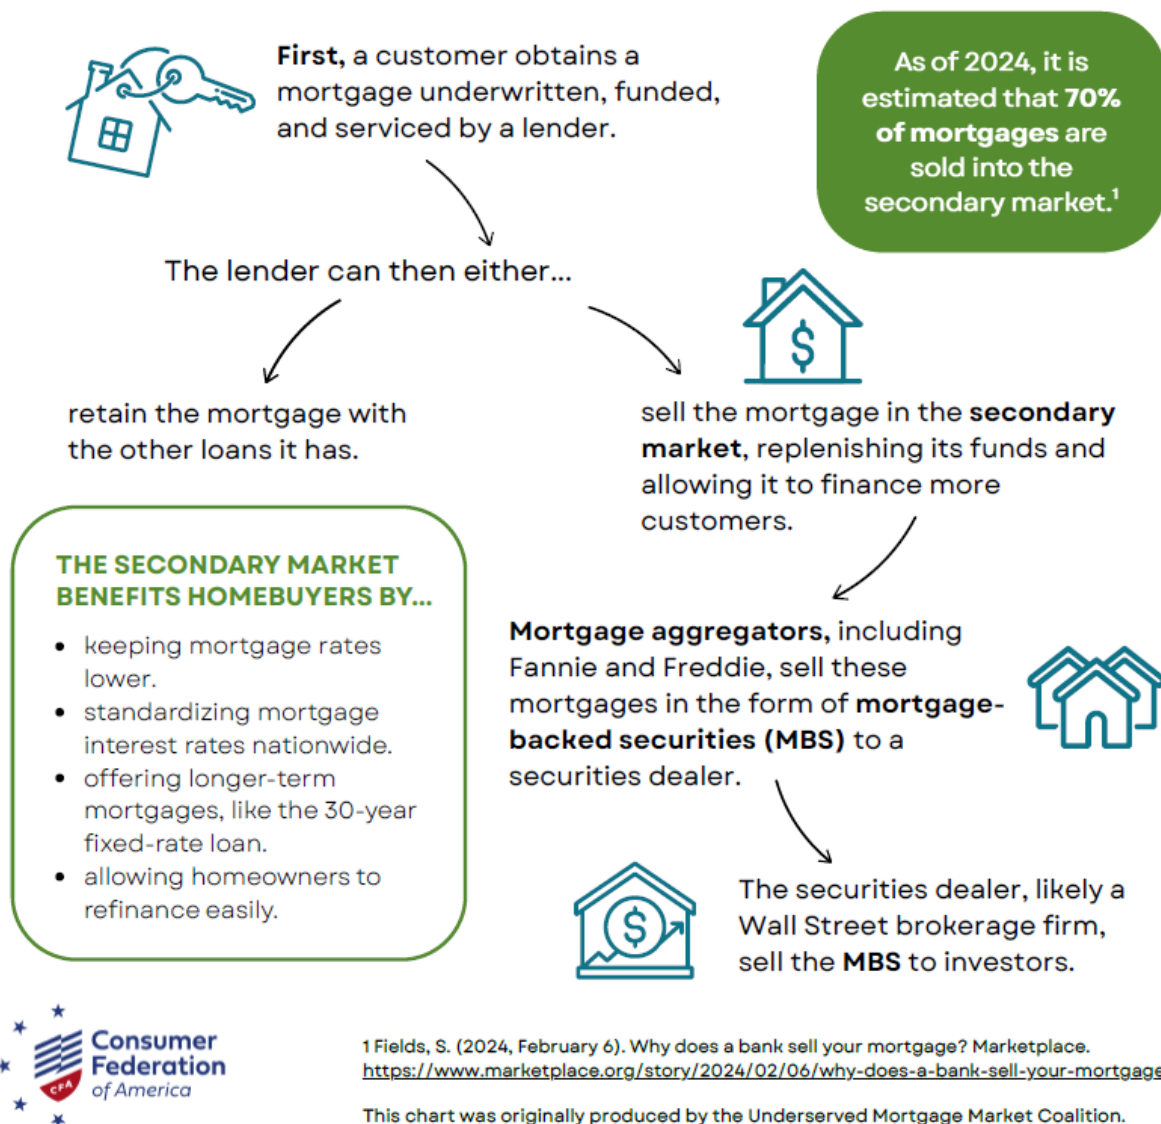 First, a customer obtains a
mortgage underwritten, funded,
and serviced by a lender.
As of 2024, it is
estimated that 70%
of mortgages are
sold into the
secondary market.¹
The lender can then either...
$
retain the mortgage with
the other loans it has.
sell the mortgage in the secondary
market, replenishing its funds and
allowing it to finance more
customers.
THE SECONDARY MARKET
BENEFITS HOMEBUYERS BY...
• keeping mortgage rates
lower.
• standardizing mortgage
interest rates nationwide.
• offering longer-term
mortgages, like the 30-year
fixed-rate loan.
• allowing homeowners to
refinance easily.
Mortgage aggregators, including
Fannie and Freddie, sell these
mortgages in the form of mortgage-
backed securities (MBS) to a
securities dealer.
$
The securities dealer, likely a
Wall Street brokerage firm,
sell the MBS to investors.
CFA
Consumer
Federation
of America
1 Fields, S. (2024, February 6). Why does a bank sell your mortgage? Marketplace.
https://www.marketplace.org/story/2024/02/06/why-does-a-bank-sell-your-mortgage
This chart was originally produced by the Underserved Mortgage Market Coalition.